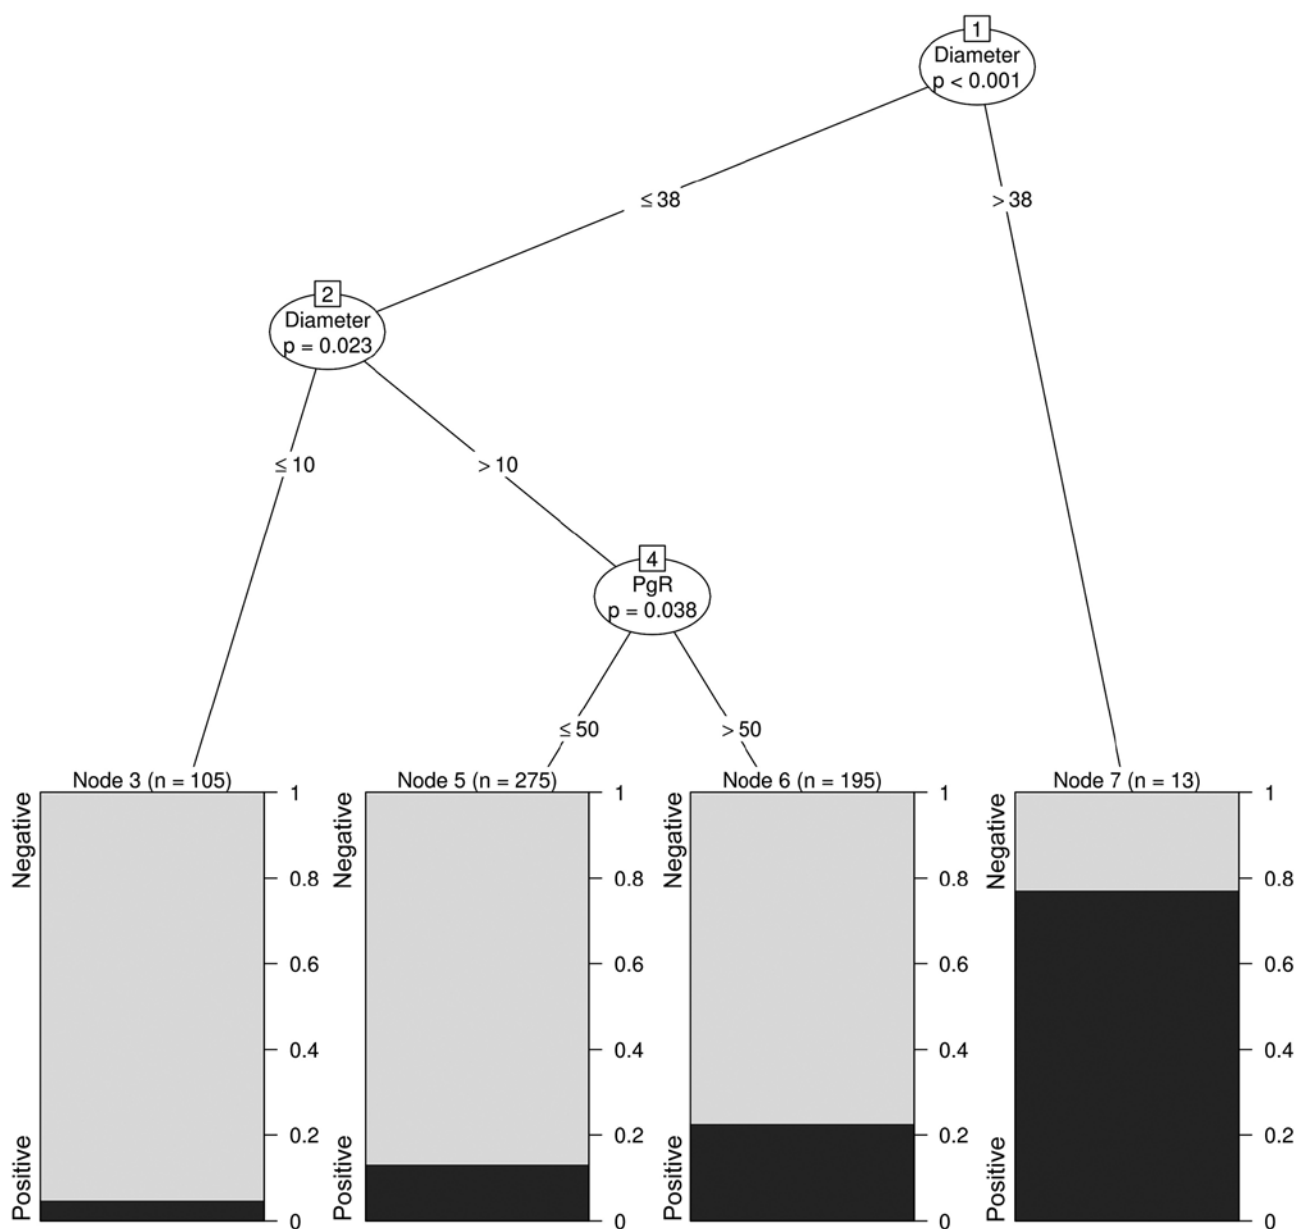 1
Diameter
p < 0.001
≤ 38
> 38
2
Diameter
p = 0.023
≤ 10
> 10
4
PgR
p = 0.038
≤ 50
> 50
Node 3 (n = 105)
Negative
Positive
1
0.8
0.6
0.4
0.2
0
Node 5 (n = 275)
Negative
Positive
1
0.8
0.6
0.4
0.2
0
Node 6 (n = 195)
Negative
Positive
1
0.8
0.6
0.4
0.2
0
Node 7 (n = 13)
Negative
Positive
1
0.8
0.6
0.4
0.2
0